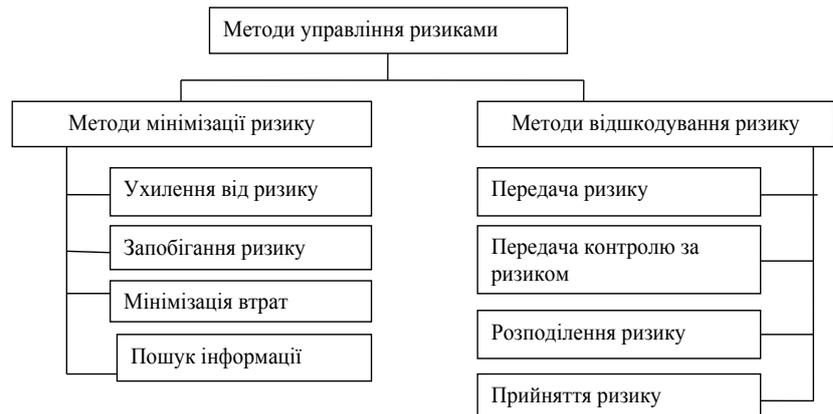 Методи управління ризиками
Методи мінімізації ризику
Ухилення від ризику
Запобігання ризику
Мінімізація втрат
Пошук інформації
Методи відшкодування ризику
Передача ризику
Передача контролю за
ризиком
Розподілення ризику
Прийняття ризику